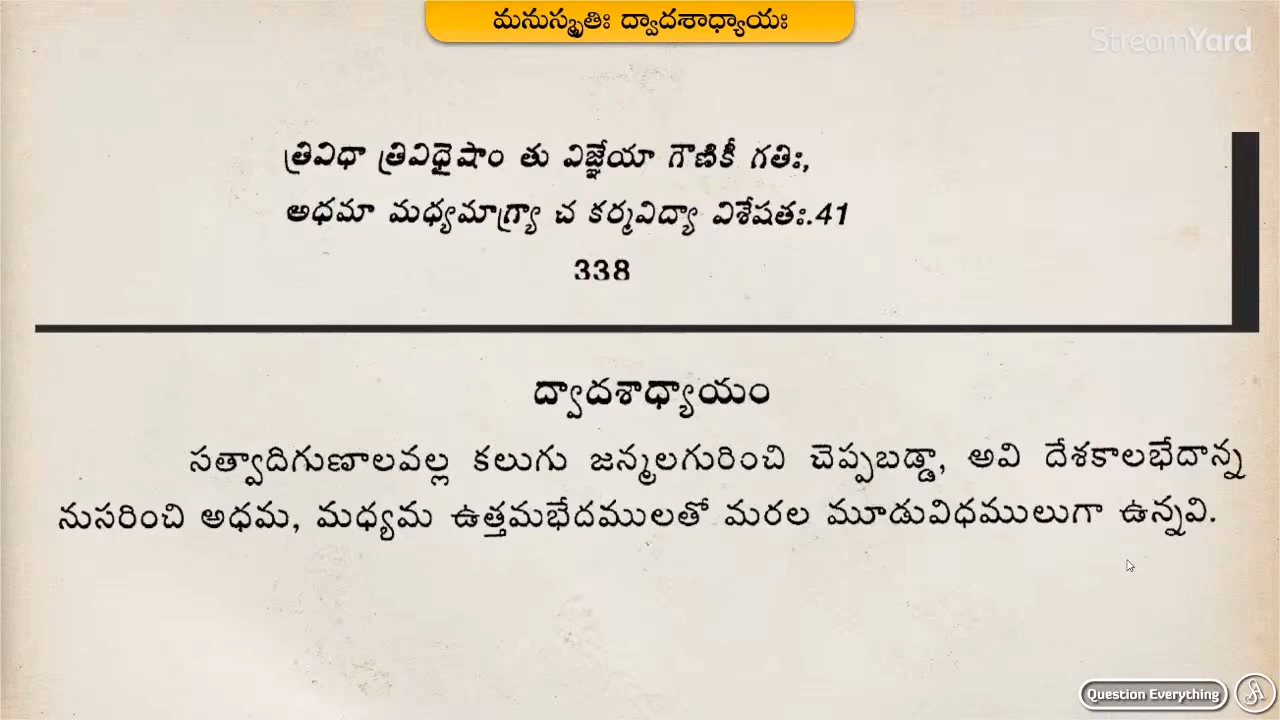 మనుస్మృతిః ద్వాదశాధ్యాయః
StreamYard
త్రివిధా త్రివిధైషాం తు విజ్ఞేయా గౌణికీ గతిః,
అధమా మధ్యమాగ్ర్యా చ కర్మవిద్యా విశేషతః.41
338
ద్వాదశాధ్యాయం
సత్వాదిగుణాలవల్ల కలుగు జన్మలగురించి చెప్పబడ్డా, అవి దేశకాలభేదాన్న
నుసరించి అధమ, మధ్యమ ఉత్తమభేదములతో మరల మూడువిధములుగా ఉన్నవి.
Question Everything